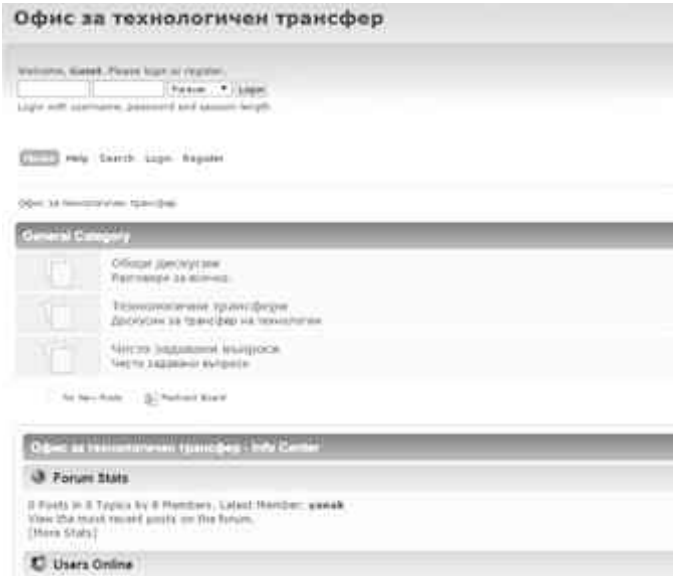 Офис за технологичен трансфер
Welcome, Guest. Please login or register.
Forever Login
Login with username, password and session length
Home Help Search Login Register
Офис за технологичен трансфер
General Category
Общи дискусии
Разговори за всичко.
Технологични трансфери
Дискусии за трансфер на технологии
Често задавани въпроси
Често задавани въпроси
No New Posts Redirect Board
Офис за технологичен трансфер - Info Center
Forum Stats
0 Posts in 0 Topics by 8 Members. Latest Member:
View the most recent posts on the forum.
[More Stats]
Users Online